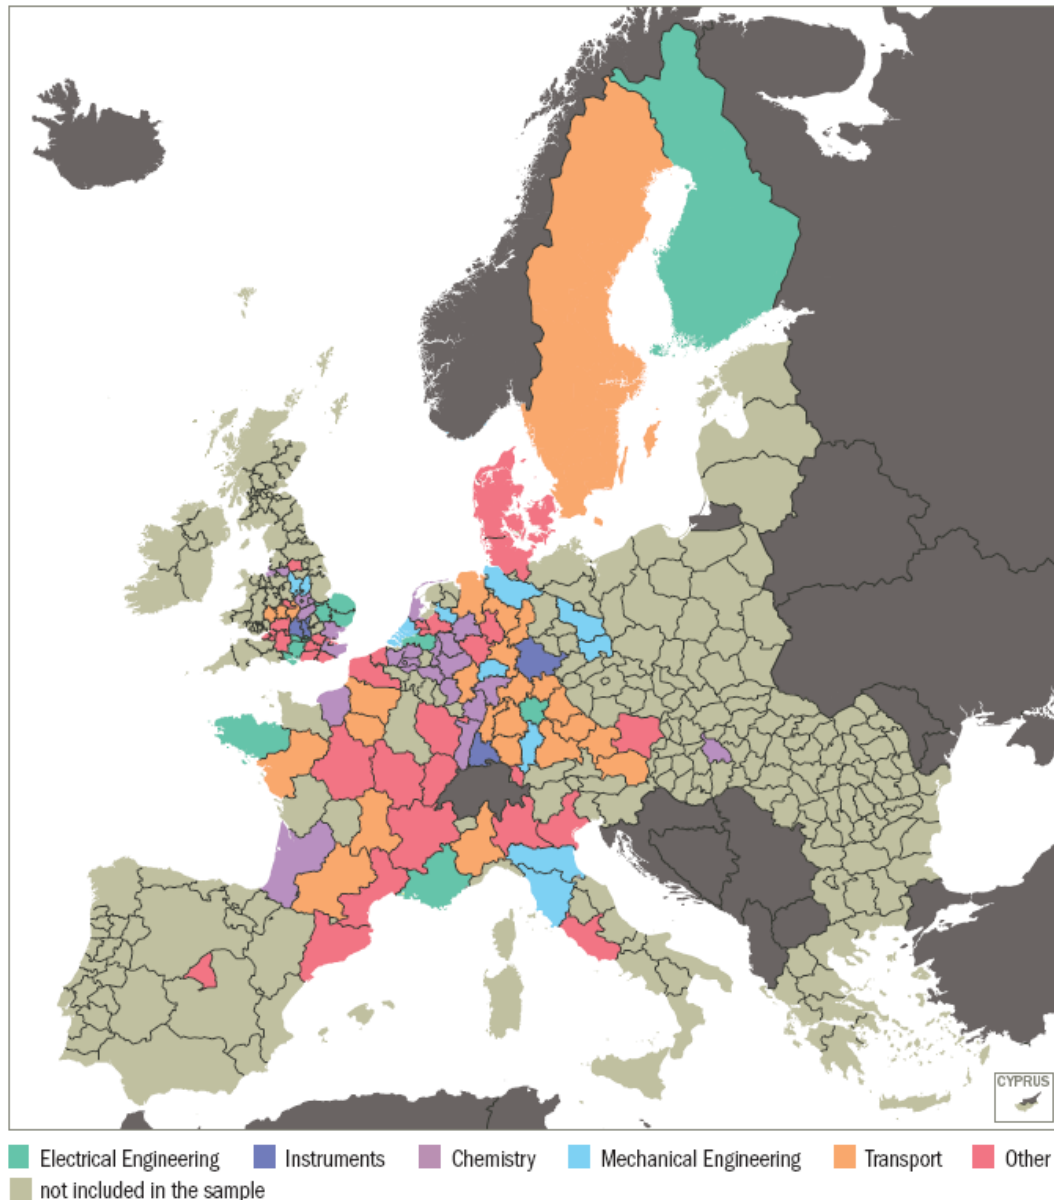 CYPRUS
Electrical Engineering Instruments Chemistry Mechanical Engineering Transport Other
not included in the sample